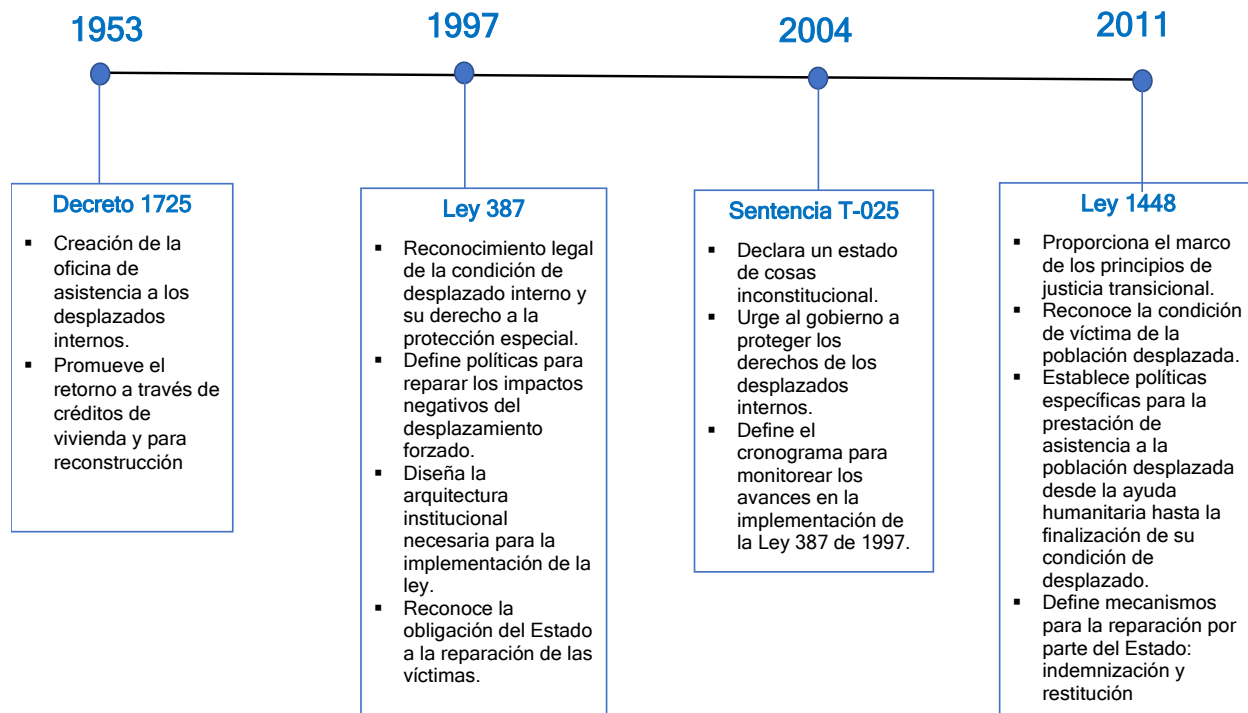 1953
1997
2004
2011
Decreto 1725
▪ Creación de la
oficina de
asistencia a los
desplazados
internos.
▪ Promueve el
retorno a través de
créditos de
vivienda y para
reconstrucción
Ley 387
▪ Reconocimiento legal
de la condición de
desplazado interno y
su derecho a la
protección especial.
▪ Define políticas para
reparar los impactos
negativos del
desplazamiento
forzado.
▪ Diseña la
arquitectura
institucional
necesaria para la
implementación de la
ley.
▪ Reconoce la
obligación del Estado
a la reparación de las
víctimas.
Sentencia T-025
▪ Declara un estado
de cosas
inconstitucional.
▪ Urge al gobierno a
proteger los
derechos de los
desplazados
internos.
▪ Define el
cronograma para
monitorear los
avances en la
implementación de
la Ley 387 de 1997.
Ley 1448
▪ Proporciona el marco
de los principios de
justicia transicional.
▪ Reconoce la condición
de víctima de la
población desplazada.
▪ Establece políticas
específicas para la
prestación de
asistencia a la
población desplazada
desde la ayuda
humanitaria hasta la
finalización de su
condición de
desplazado.
▪ Define mecanismos
para la reparación por
parte del Estado:
indemnización y
restitución